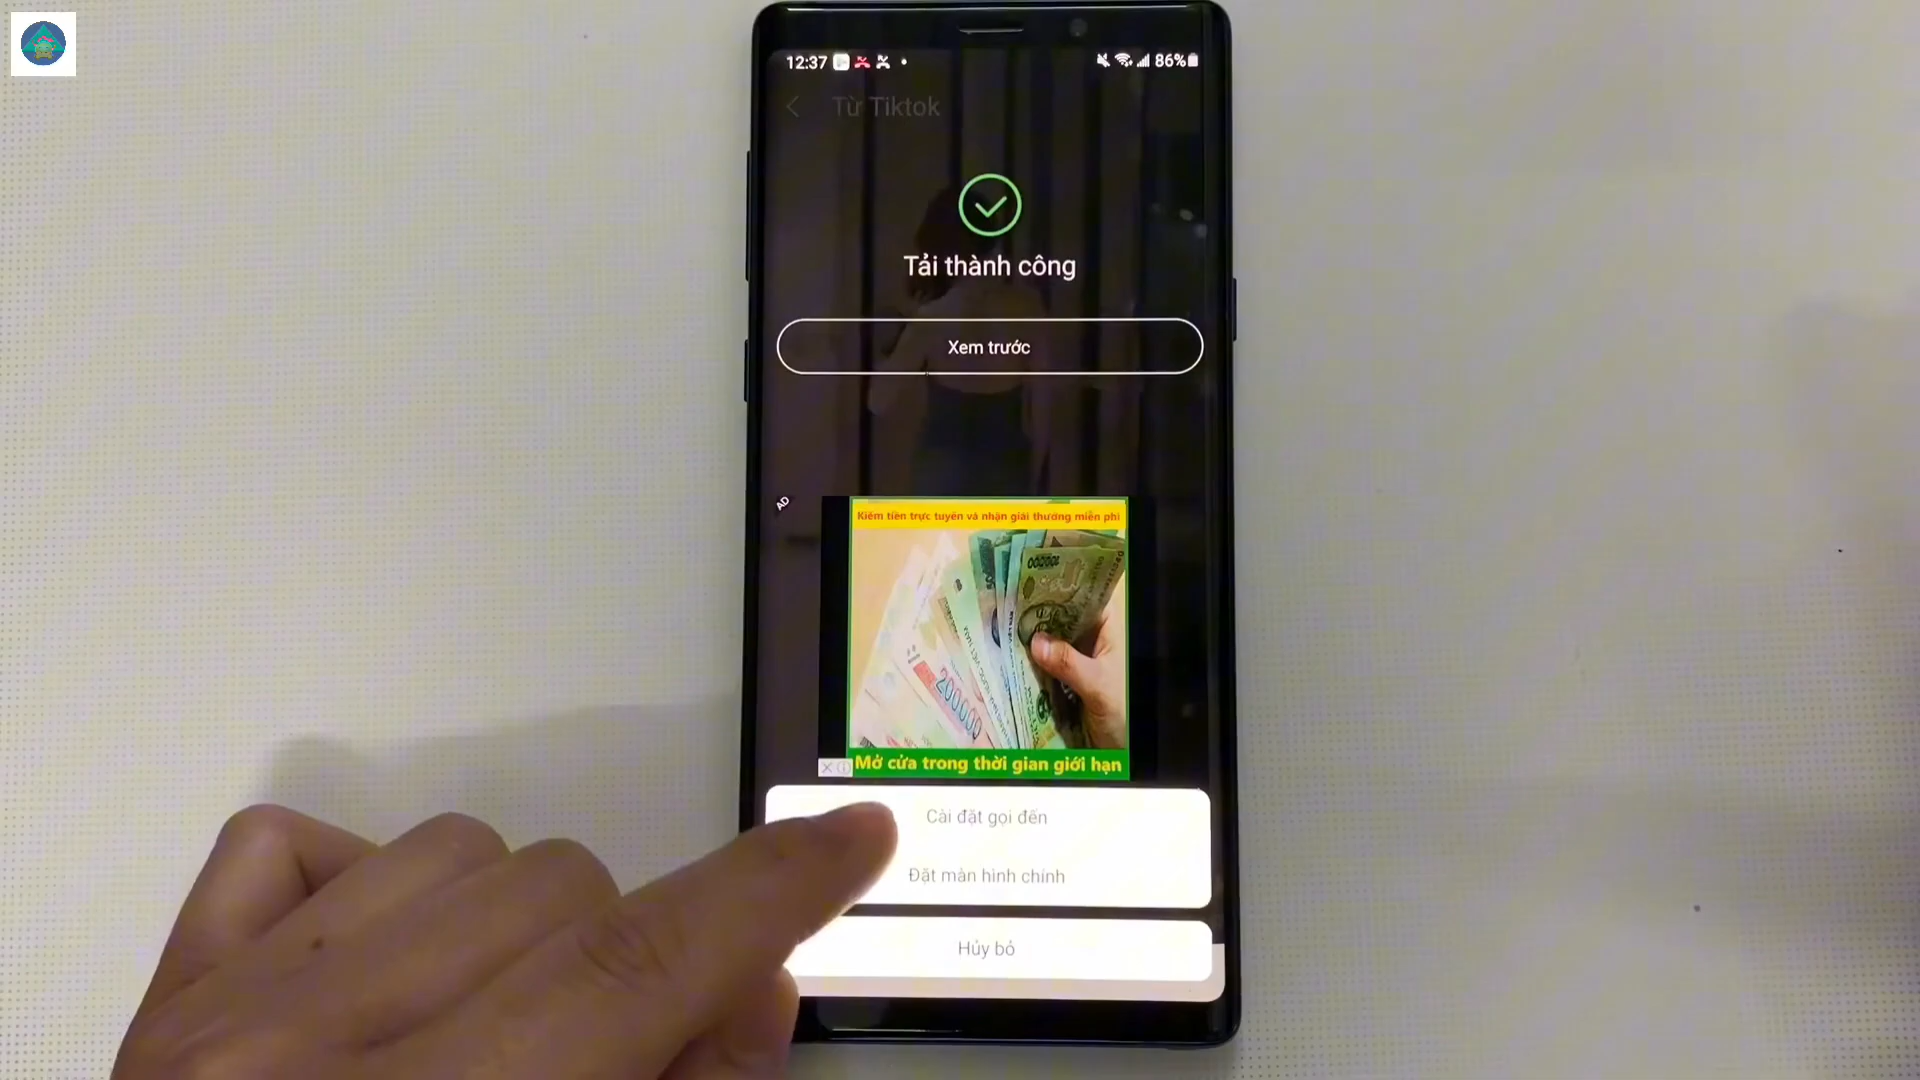 12:37
86%
Từ Tiktok
Tải thành công
Xem trước
AD
Kiếm tiền trực tuyến và nhận giải thưởng miễn phí
200000
VIỆT NAM
Mở cửa trong thời gian giới hạn
Cài đặt gọi đến
Đặt màn hình chính
Hủy bỏ